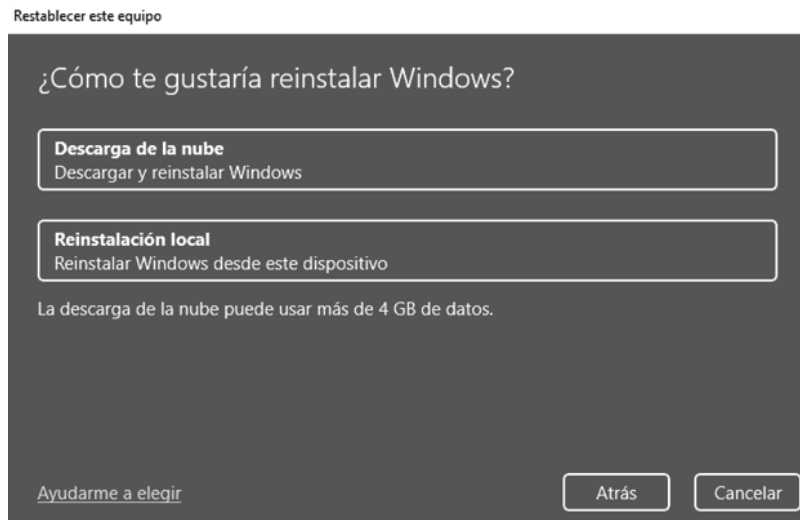 Restablecer este equipo
¿Cómo te gustaría reinstalar Windows?
Descarga de la nube
Descargar y reinstalar Windows
Reinstalación local
Reinstalar Windows desde este dispositivo
La descarga de la nube puede usar más de 4 GB de datos.
Ayudarme a elegir
Atrás
Cancelar